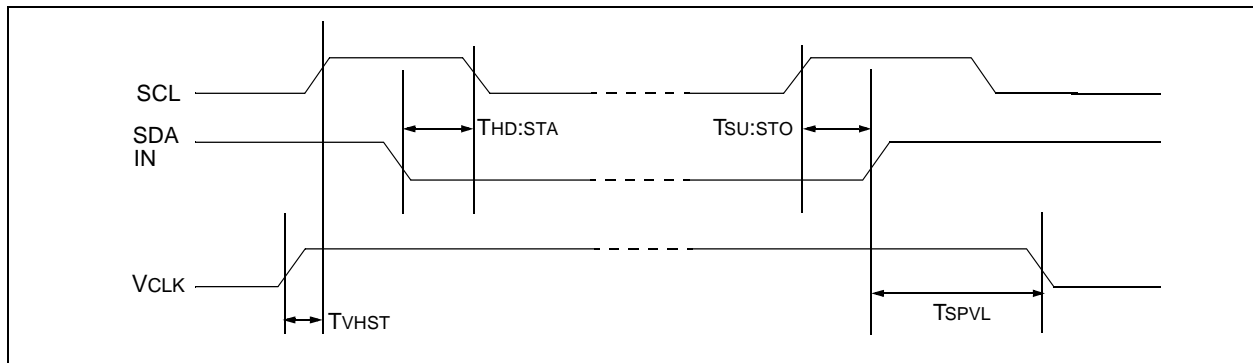 SCL
THD:STA
TSU:STO
SDA
IN
VCLK
TVHST
TSPVL